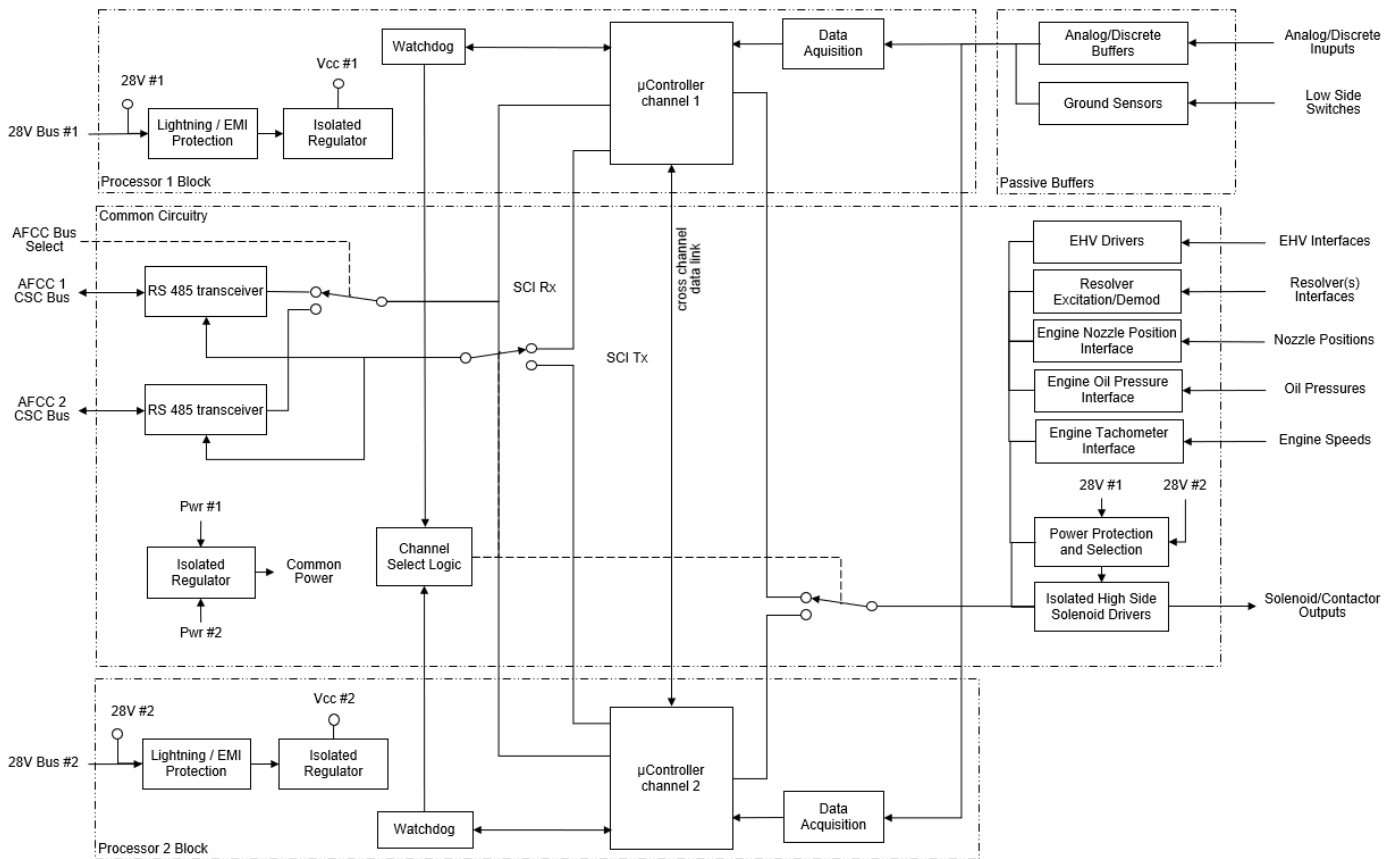 Watchdog
µController
channel 1
Data
Aquisition
Analog/Discrete
Buffers
Analog/Discrete
Inuputs
Ground Sensors
Low Side
Switches
28V #1
Vcc #1
28V Bus #1
Lightning / EMI
Protection
Isolated
Regulator
Processor 1 Block
Passive Buffers
Common Circuitry
AFCC Bus
Select
AFCC 1
CSC Bus
RS 485 transceiver
SCI Rx
cross channel
data link
SCI Tx
AFCC 2
CSC Bus
RS 485 transceiver
EHV Drivers
EHV Interfaces
Resolver
Excitation/Demod
Resolver(s)
Interfaces
Engine Nozzle Position
Interface
Nozzle Positions
Engine Oil Pressure
Interface
Oil Pressures
Engine Tachometer
Interface
Engine Speeds
28V #1
28V #2
Power Protection
and Selection
Isolated High Side
Solenoid Drivers
Solenoid/Contactor
Outputs
Pwr #1
Isolated
Regulator
Common
Power
Pwr #2
Channel
Select Logic
28V #2
Vcc #2
28V Bus #2
Lightning / EMI
Protection
Isolated
Regulator
µController
channel 2
Data
Acquisition
Watchdog
Processor 2 Block